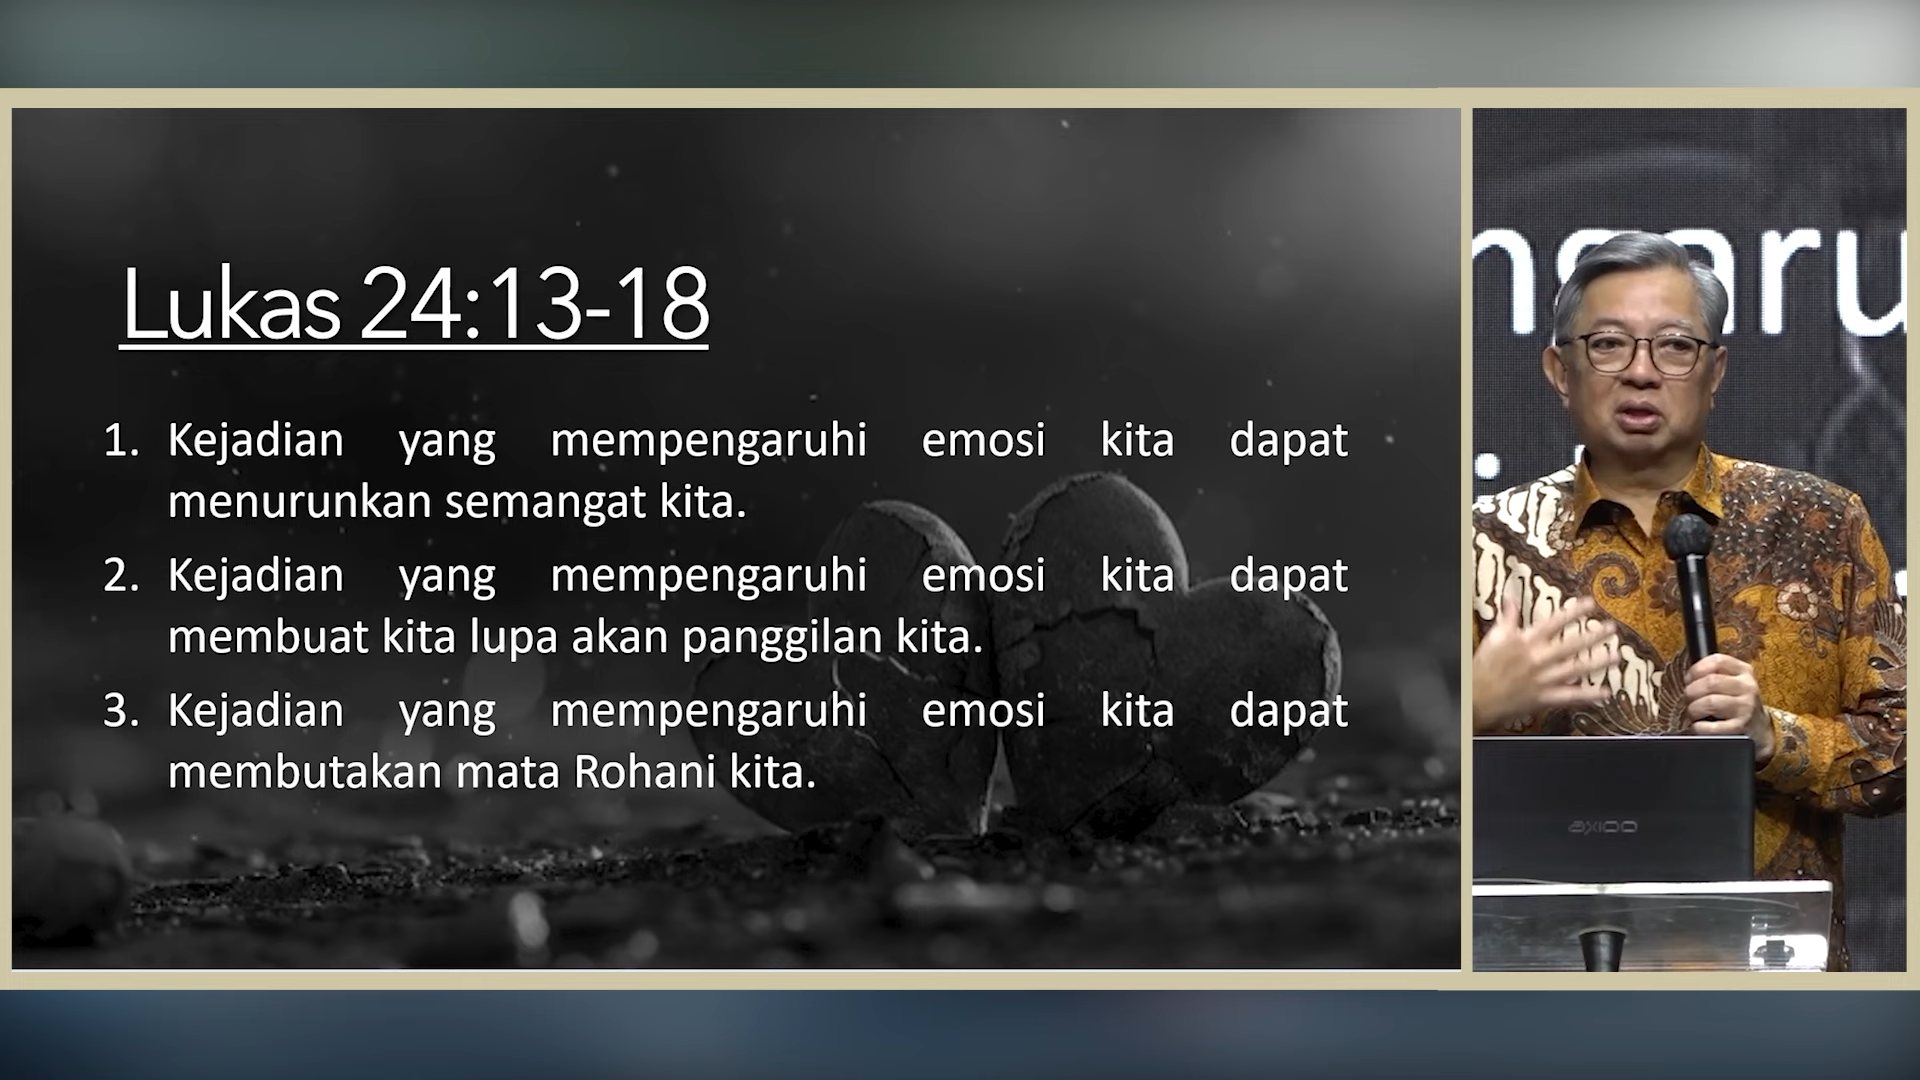 Lukas 24:13-18
1. Kejadian yang mempengaruhi emosi kita dapat
menurunkan semangat kita.
2. Kejadian yang mempengaruhi emosi kita dapat
membuat kita lupa akan panggilan kita.
3. Kejadian yang mempengaruhi emosi kita dapat
membutakan mata Rohani kita.
ngaru
AXIOO